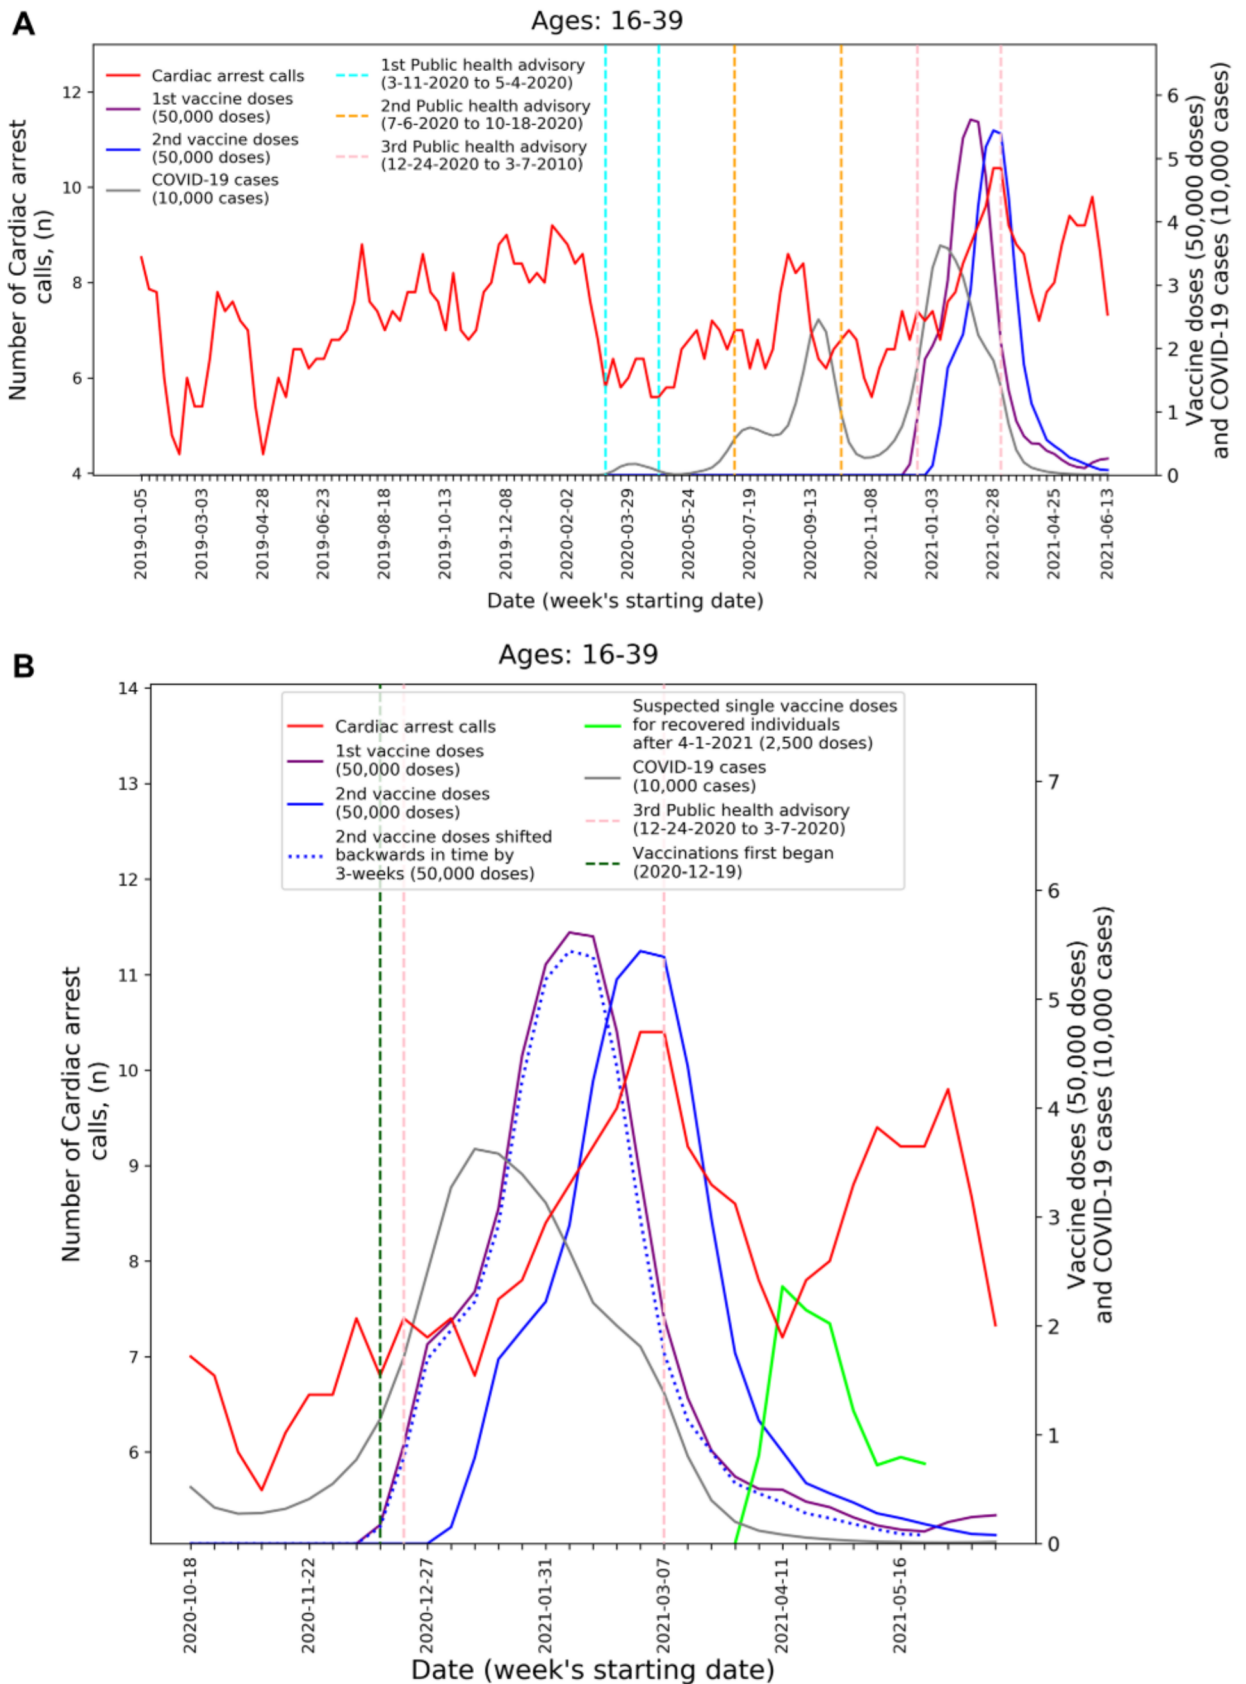 A
Ages: 16-39
Number of Cardiac arrest
calls, (n)
12
10
8
6
4
Cardiac arrest calls
1st vaccine doses
(50,000 doses)
2nd vaccine doses
(50,000 doses)
COVID-19 cases
(10,000 cases)
1st Public health advisory
(3-11-2020 to 5-4-2020)
2nd Public health advisory
(7-6-2020 to 10-18-2020)
3rd Public health advisory
(12-24-2020 to 3-7-2010)
6
5
4
3
2
1
0
Vaccine doses (50,000 doses)
and COVID-19 cases (10,000 cases)
2019-01-05
2019-03-03
2019-04-28
2019-06-23
2019-08-18
2019-10-13
2019-12-08
2020-02-02
2020-03-29
2020-05-24
2020-07-19
2020-09-13
2020-11-08
2021-01-03
2021-02-28
2021-04-25
2021-06-13
Date (week's starting date)
B
Ages: 16-39
Number of Cardiac arrest
calls, (n)
14
13
12
11
10
9
8
7
6
Cardiac arrest calls
1st vaccine doses
(50,000 doses)
2nd vaccine doses
(50,000 doses)
2nd vaccine doses shifted
backwards in time by
3-weeks (50,000 doses)
Suspected single vaccine doses
for recovered individuals
after 4-1-2021 (2,500 doses)
COVID-19 cases
(10,000 cases)
3rd Public health advisory
(12-24-2020 to 3-7-2020)
Vaccinations first began
(2020-12-19)
7
6
5
4
3
2
1
0
Vaccine doses (50,000 doses)
and COVID-19 cases (10,000 cases)
2020-10-18
2020-11-22
2020-12-27
2021-01-31
2021-03-07
2021-04-11
2021-05-16
Date (week's starting date)